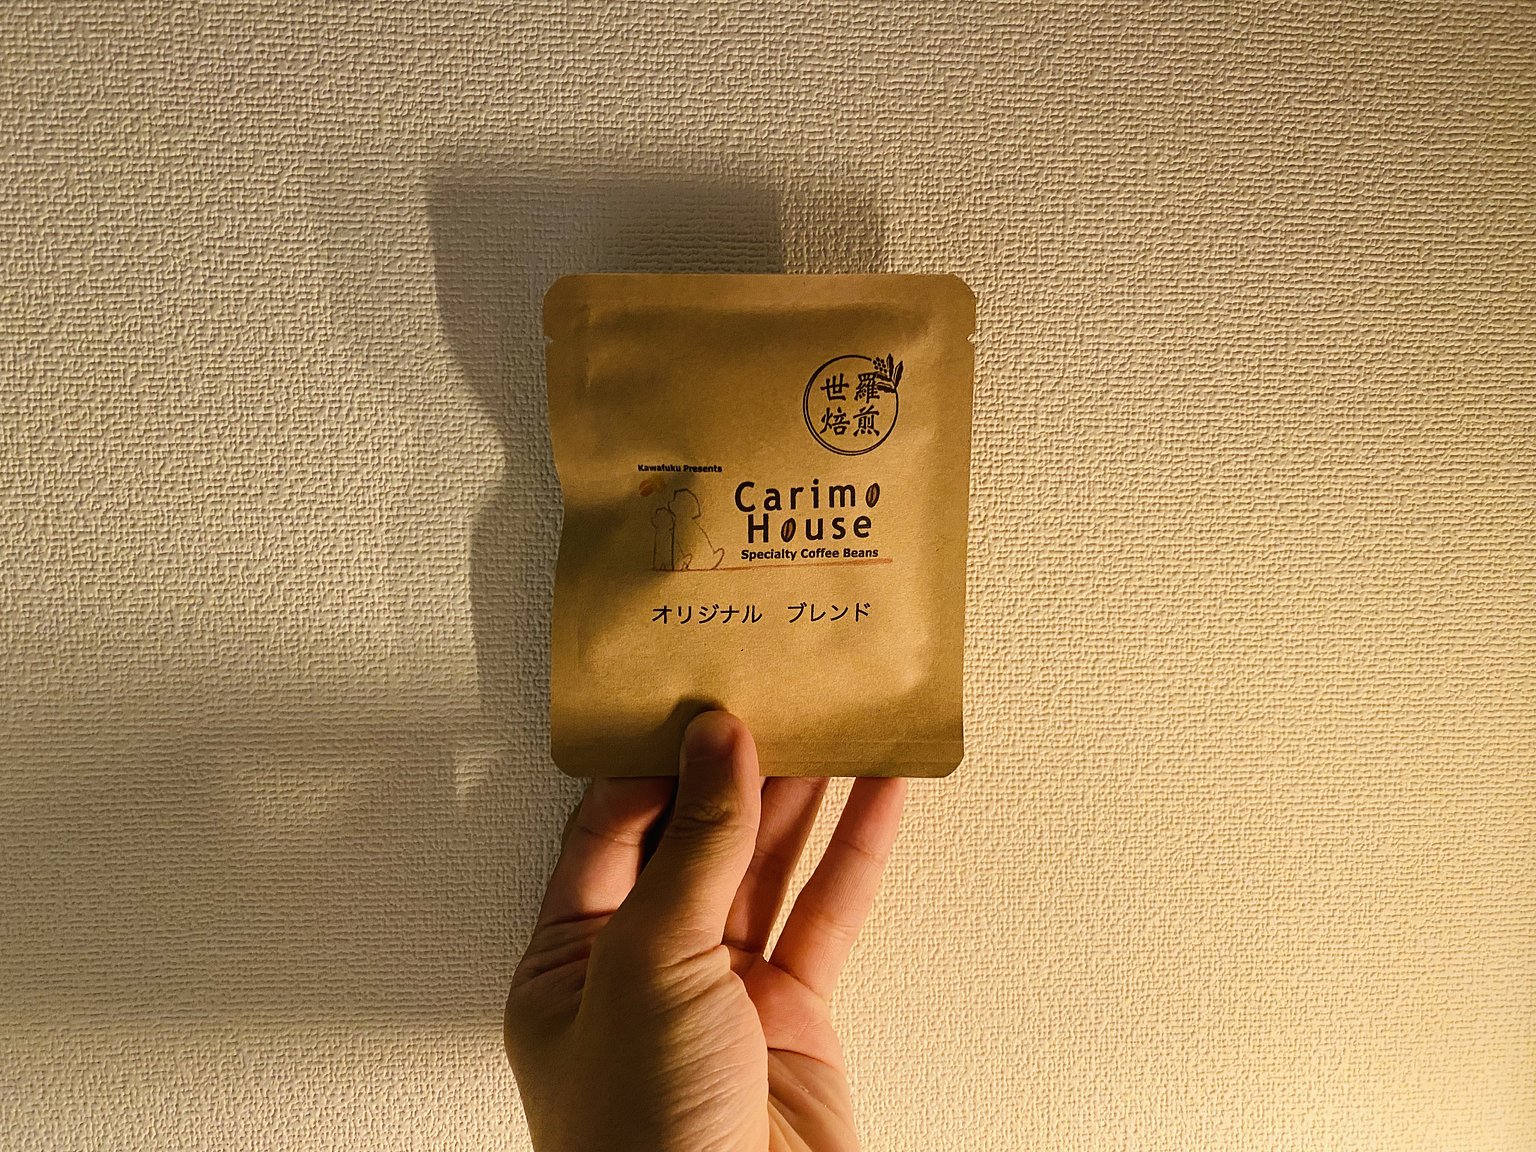 世羅
焙煎
Kawafuku Presents
Carimo
House
Specialty Coffee Beans
オリジナル　ブレンド